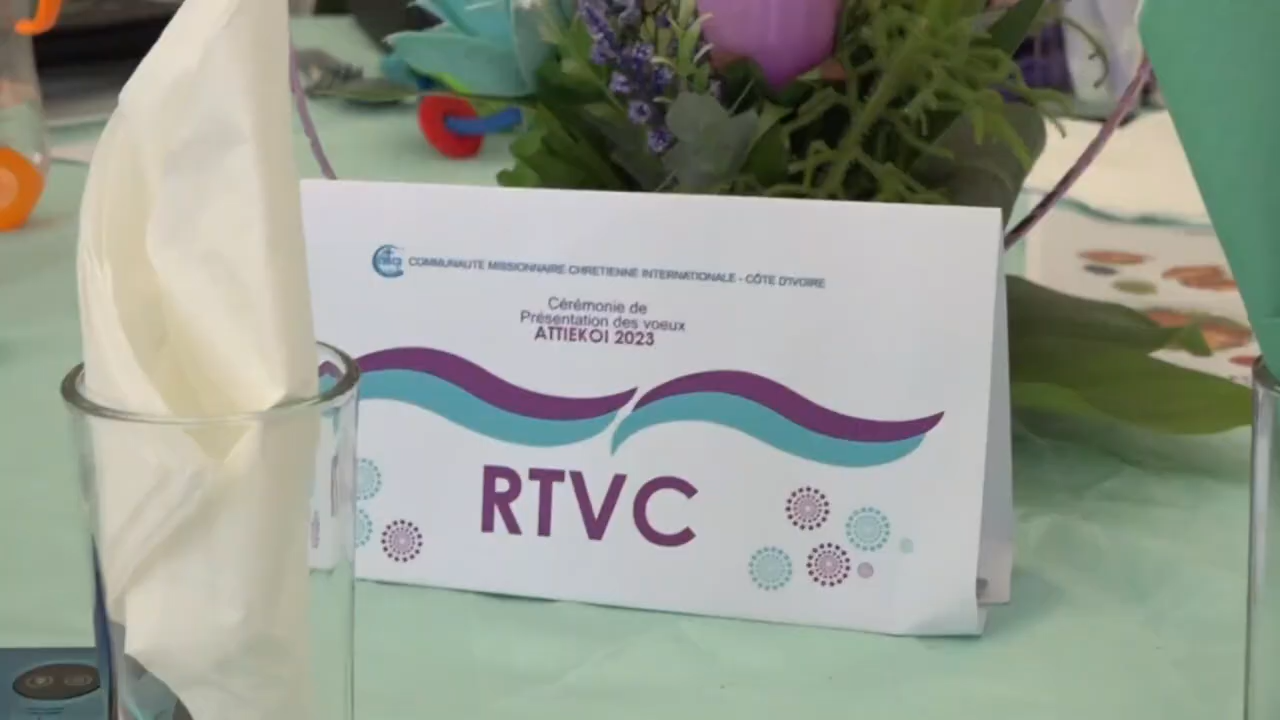 COMMUNAUTE MISSIONNAIRE CHRETIENNE INTERNATIONALE - CÔTE D'IVOIRE
Cérémonie de
Présentation des voeux
ATTIEKOI 2023
RTVC